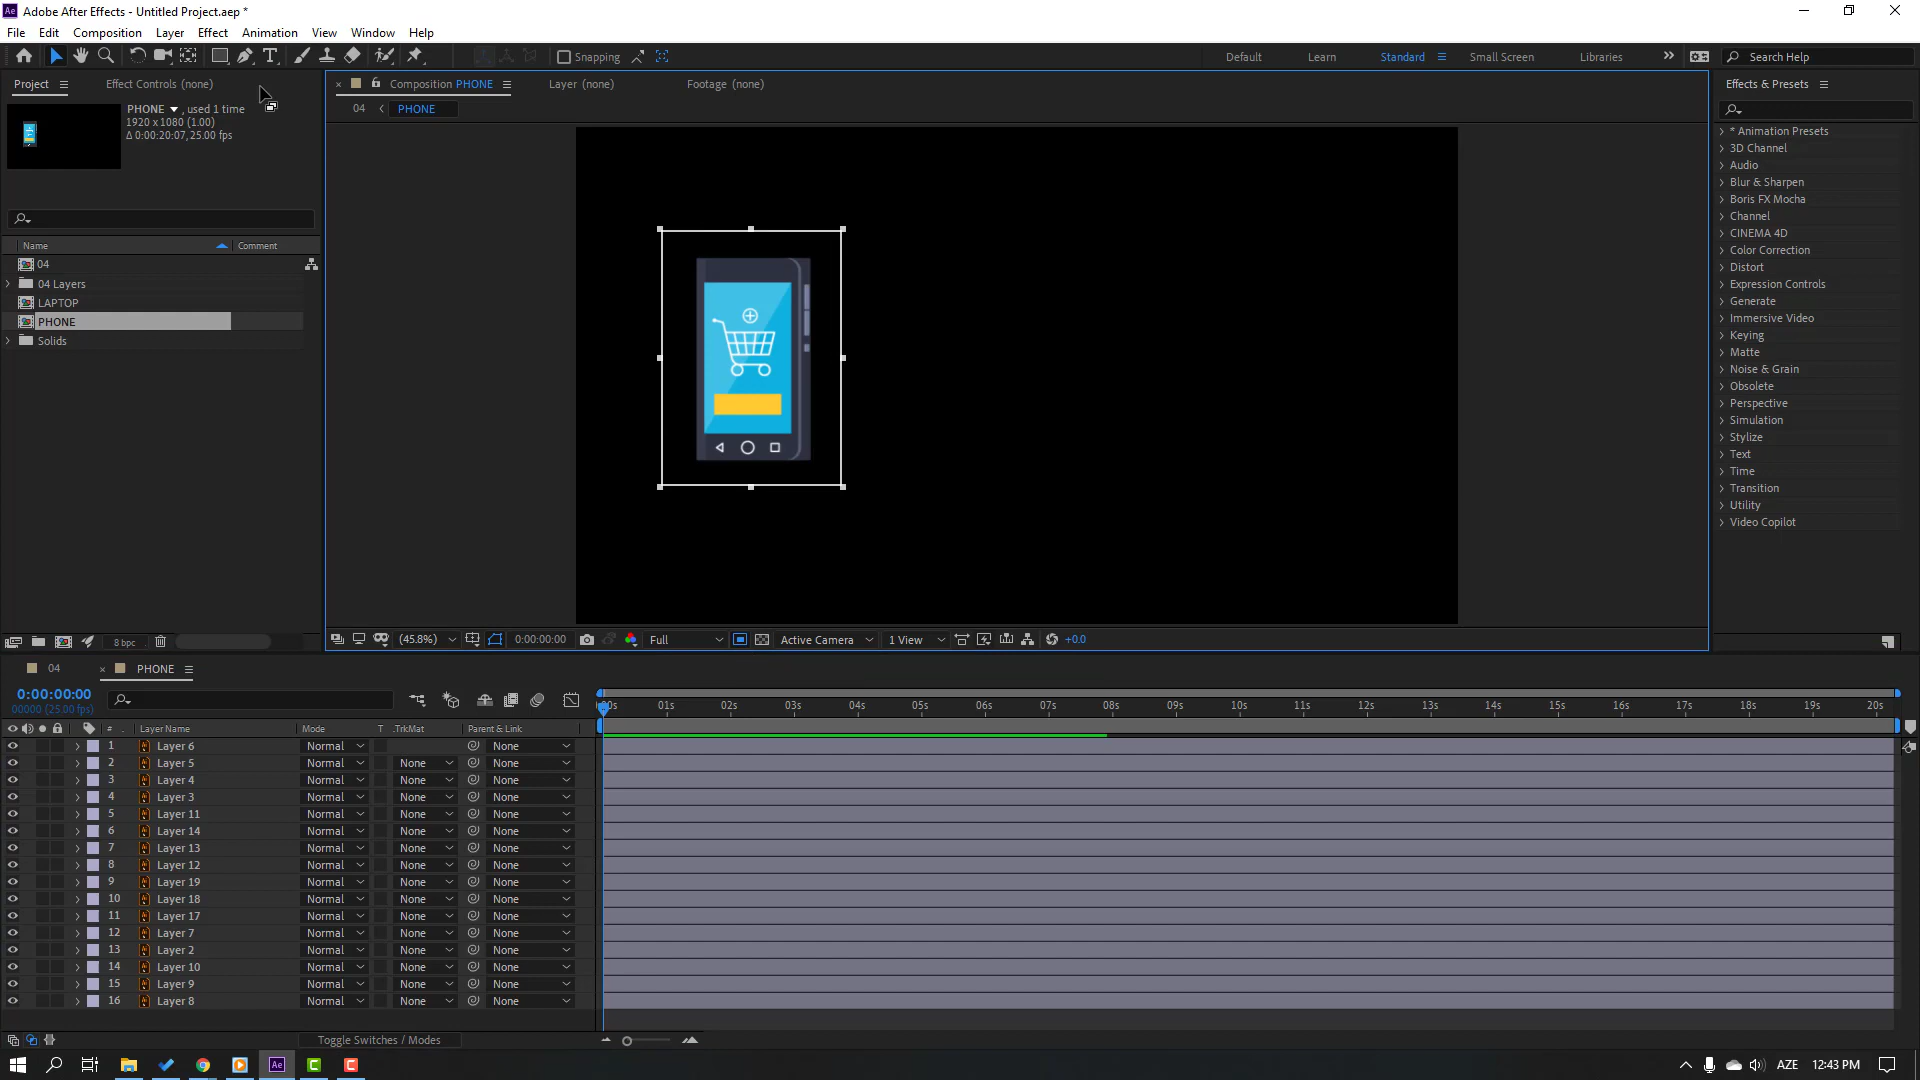 Adobe After Effects - Untitled Project.aep *
File Edit Composition Layer Effect Animation View Window Help
Snapping
Default Learn Standard Small Screen Libraries Search Help
Project Effect Controls (none)
PHONE , used 1 time
1920 x 1080 (1.00)
Δ 0:00:20:07, 25.00 fps
Name Comment
04
04 Layers
LAPTOP
PHONE
Solids
8 bpc
Composition PHONE Layer (none) Footage (none)
04 PHONE
(45.8%) 0:00:00:00 Full Active Camera 1 View +0.0
Effects & Presets
* Animation Presets
3D Channel
Audio
Blur & Sharpen
Boris FX Mocha
Channel
CINEMA 4D
Color Correction
Distort
Expression Controls
Generate
Immersive Video
Keying
Matte
Noise & Grain
Obsolete
Perspective
Simulation
Stylize
Text
Time
Transition
Utility
Video Copilot
04 PHONE
0:00:00:00
00000 (25.00 fps)
:00s 01s 02s 03s 04s 05s 06s 07s 08s 09s 10s 11s 12s 13s 14s 15s 16s 17s 18s 19s 20s
# Layer Name Mode T .TrkMat Parent & Link
1 Layer 6 Normal None
2 Layer 5 Normal None None
3 Layer 4 Normal None None
4 Layer 3 Normal None None
5 Layer 11 Normal None None
6 Layer 14 Normal None None
7 Layer 13 Normal None None
8 Layer 12 Normal None None
9 Layer 19 Normal None None
10 Layer 18 Normal None None
11 Layer 17 Normal None None
12 Layer 7 Normal None None
13 Layer 2 Normal None None
14 Layer 10 Normal None None
15 Layer 9 Normal None None
16 Layer 8 Normal None None
Toggle Switches / Modes
AZE 12:43 PM